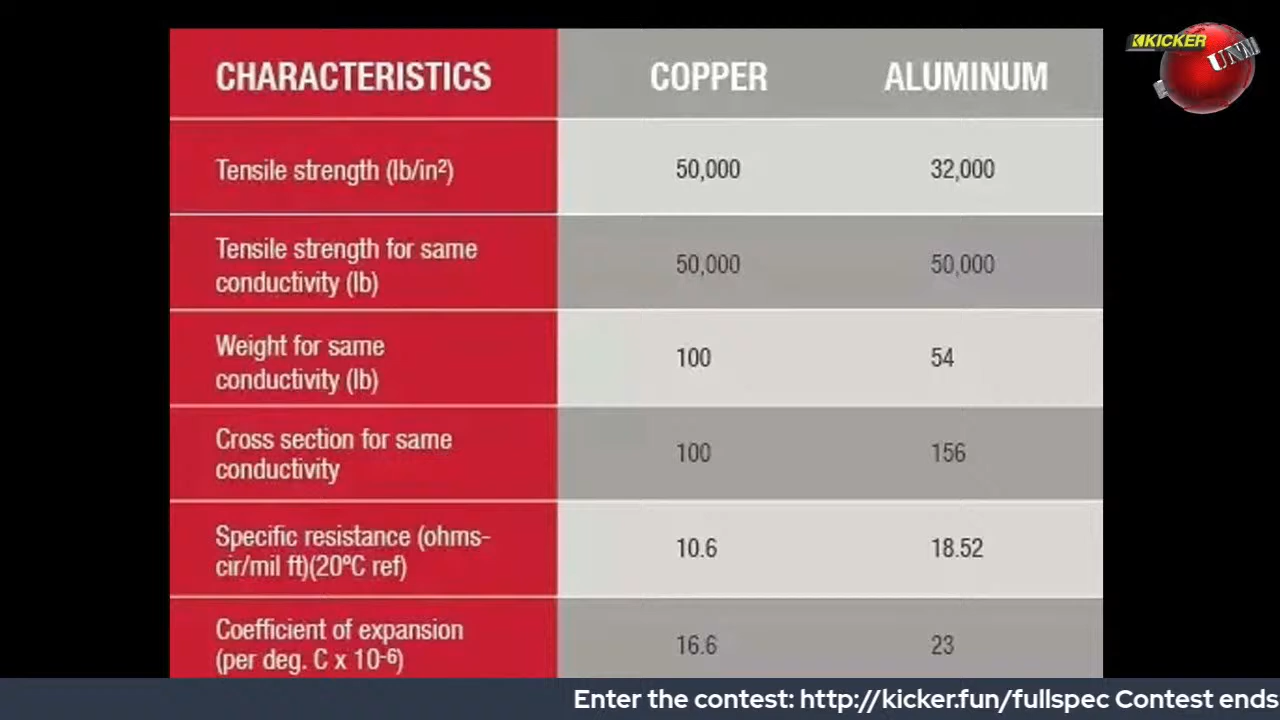 KICKER
UNM
CHARACTERISTICS COPPER ALUMINUM
Tensile strength (lb/in²) 50,000 32,000
Tensile strength for same
conductivity (lb) 50,000 50,000
Weight for same
conductivity (lb) 100 54
Cross section for same
conductivity 100 156
Specific resistance (ohms-
cir/mil ft)(20ºC ref) 10.6 18.52
Coefficient of expansion
(per deg. C x 10-⁶) 16.6 23
Enter the contest: http://kicker.fun/fullspec Contest ends